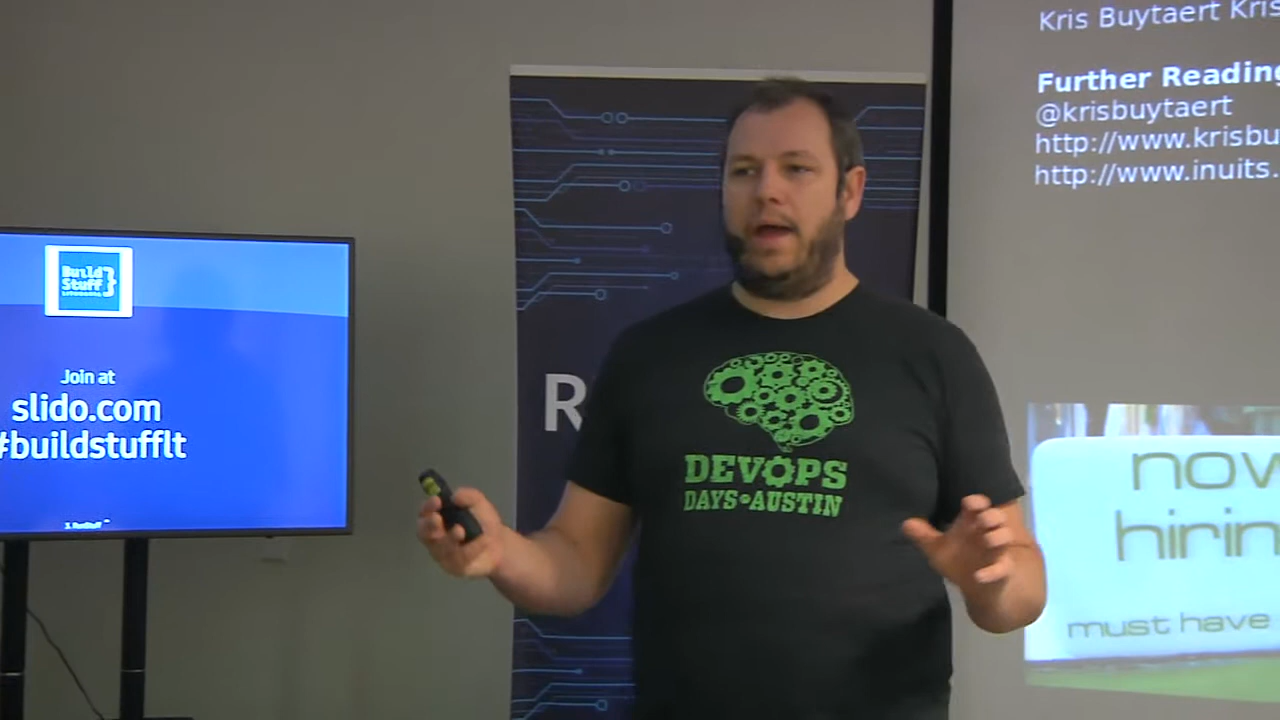 Build
Stuff
Join at
slido.com
#buildstufflt
R
DEVOPS
DAYS AUSTIN
Kris Buytaert Kris
Further Reading
@krisbuytaert
http://www.krisbu
http://www.inuits.
now
hirin
must have